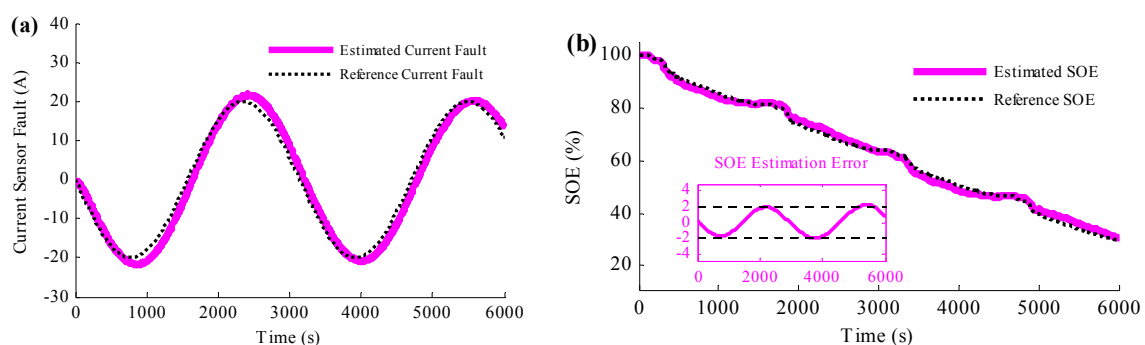 (a)
40
30
20
10
0
-10
-20
-30
Current Sensor Fault (A)
Estimated Current Fault
Reference Current Fault
0 1000 2000 3000 4000 5000 6000
Time (s)
(b)
100
80
60
40
20
SOE (%)
Estimated SOE
Reference SOE
SOE Estimation Error
4
2
0
-2
-4
0 2000 4000 6000
0 1000 2000 3000 4000 5000 6000
Time (s)